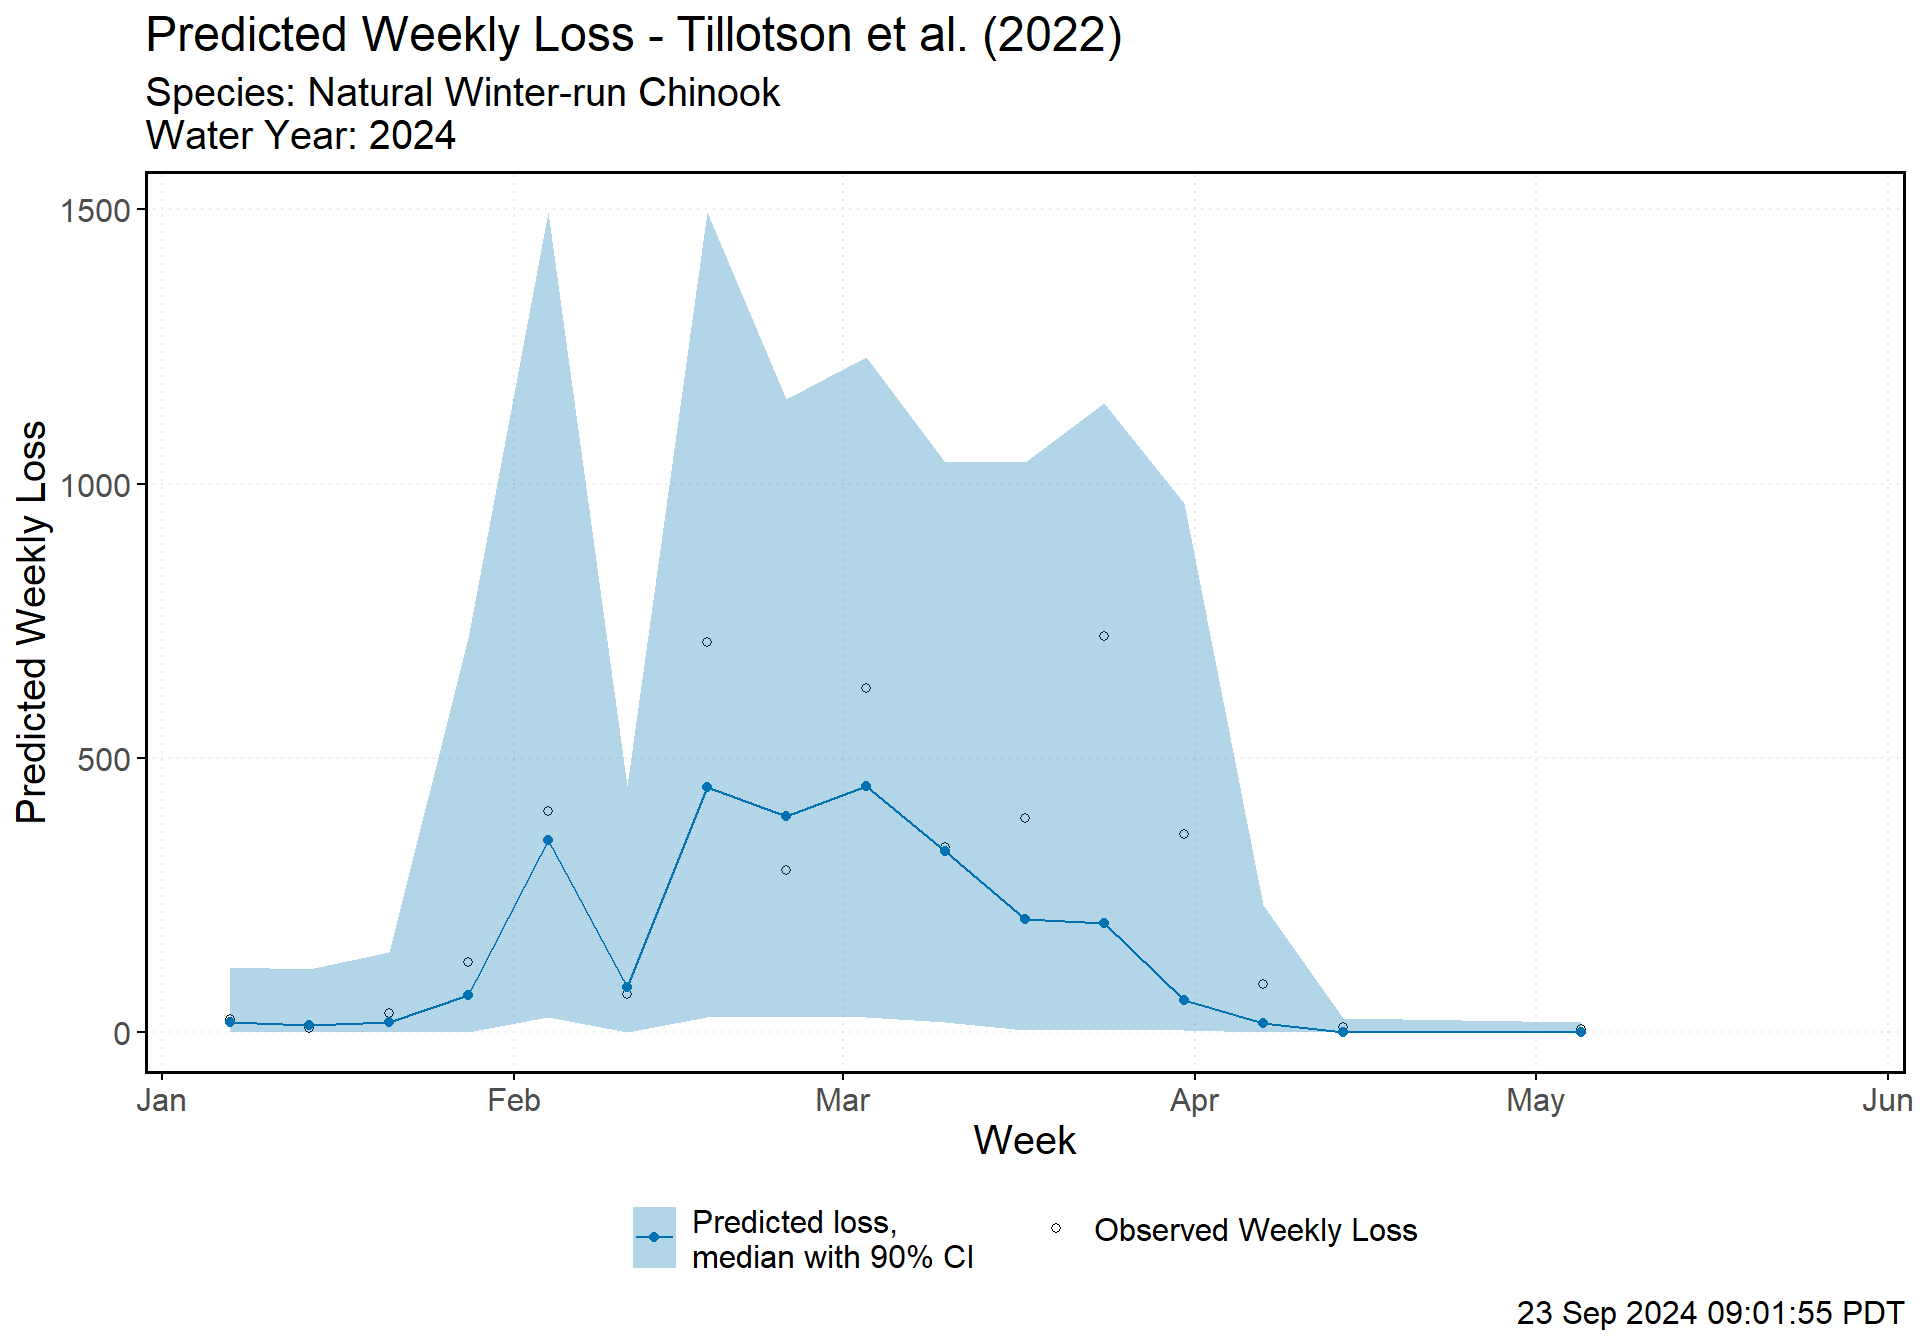 Predicted Weekly Loss - Tillotson et al. (2022)
Species: Natural Winter-run Chinook
Water Year: 2024
Predicted Weekly Loss
1500
1000
500
0
Jan Feb Mar Apr May Jun
Week
Predicted loss,
median with 90% CI
Observed Weekly Loss
23 Sep 2024 09:01:55 PDT